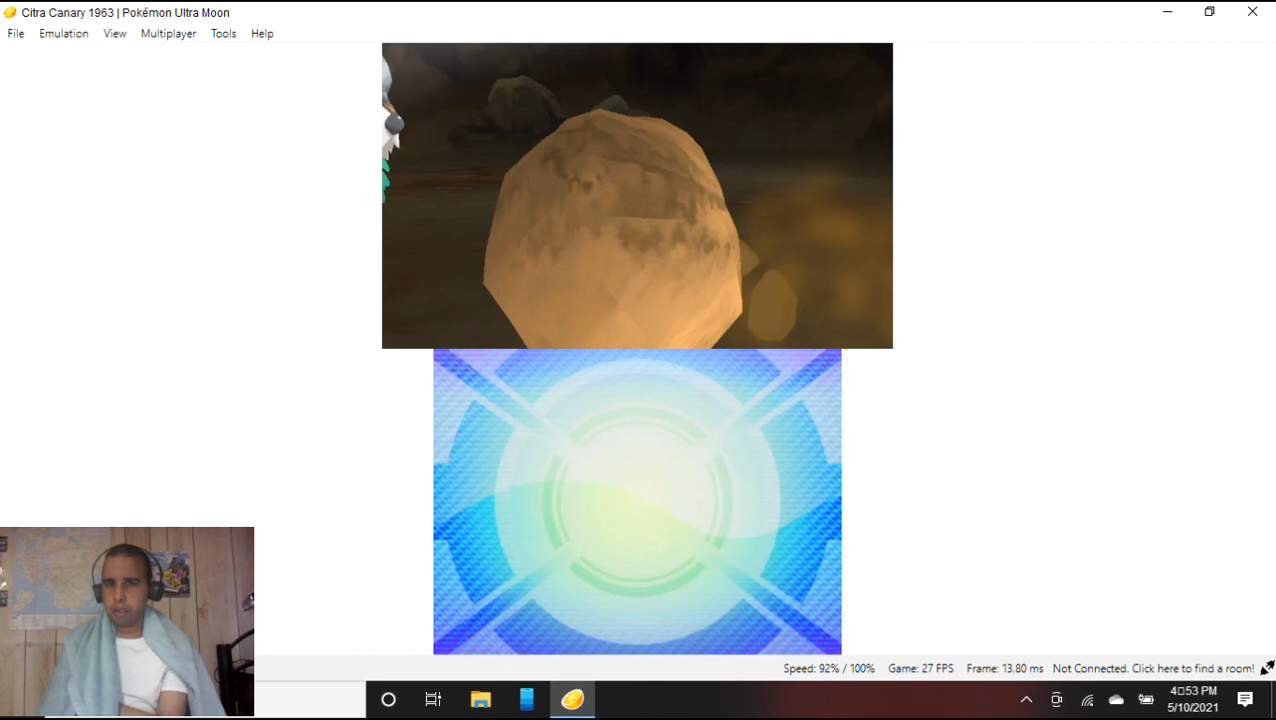 Citra Canary 1963 | Pokémon Ultra Moon
File Emulation View Multiplayer Tools Help
Speed: 92% / 100% Game: 27 FPS Frame: 13.80 ms Not Connected. Click here to find a room!
4□53 PM
5/10/2021